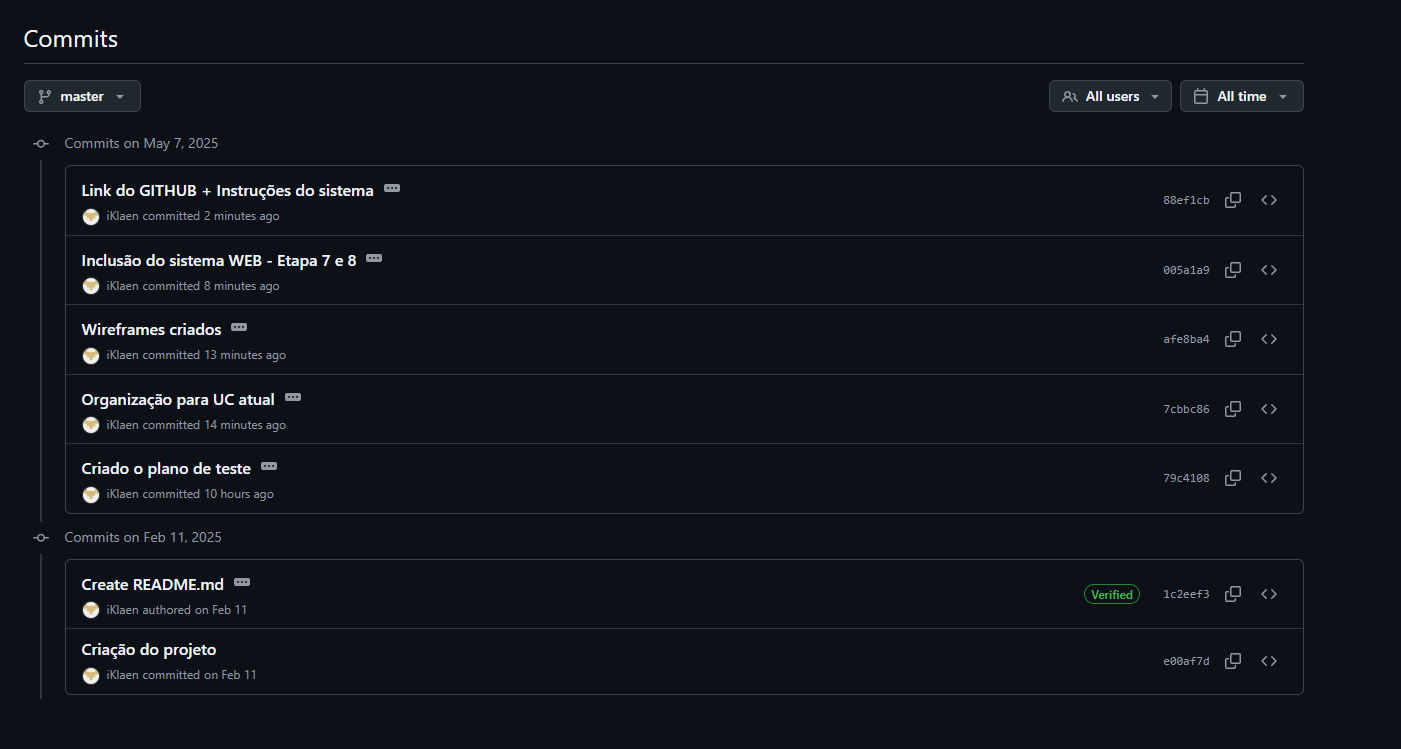 Commits
master
All users
All time
Commits on May 7, 2025
Link do GITHUB + Instruções do sistema
iKlaen committed 2 minutes ago
88ef1cb
Inclusão do sistema WEB - Etapa 7 e 8
iKlaen committed 8 minutes ago
005a1a9
Wireframes criados
iKlaen committed 13 minutes ago
afe8ba4
Organização para UC atual
iKlaen committed 14 minutes ago
7cbbc86
Criado o plano de teste
iKlaen committed 10 hours ago
79c4108
Commits on Feb 11, 2025
Create README.md
iKlaen authored on Feb 11
Verified
1c2eef3
Criação do projeto
iKlaen committed on Feb 11
e00af7d